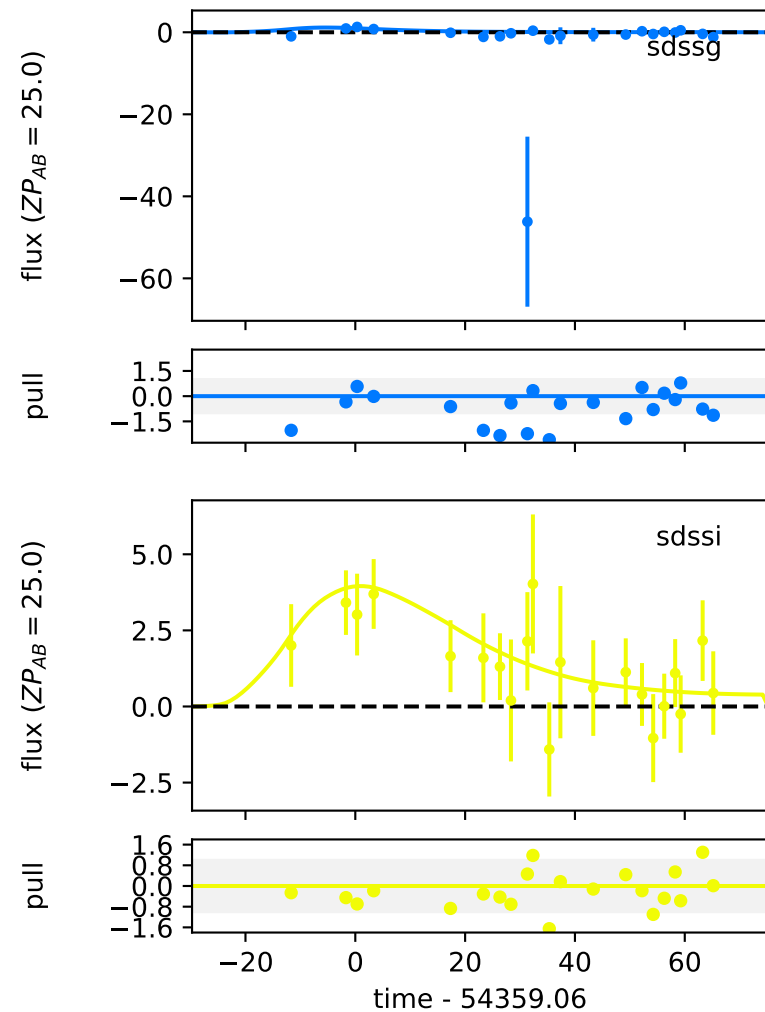 flux (ZP_AB = 25.0)
0
−20
−40
−60
sdssg
pull
1.5
0.0
−1.5
flux (ZP_AB = 25.0)
5.0
2.5
0.0
−2.5
sdssi
pull
1.6
0.8
0.0
−0.8
−1.6
−20 0 20 40 60
time - 54359.06